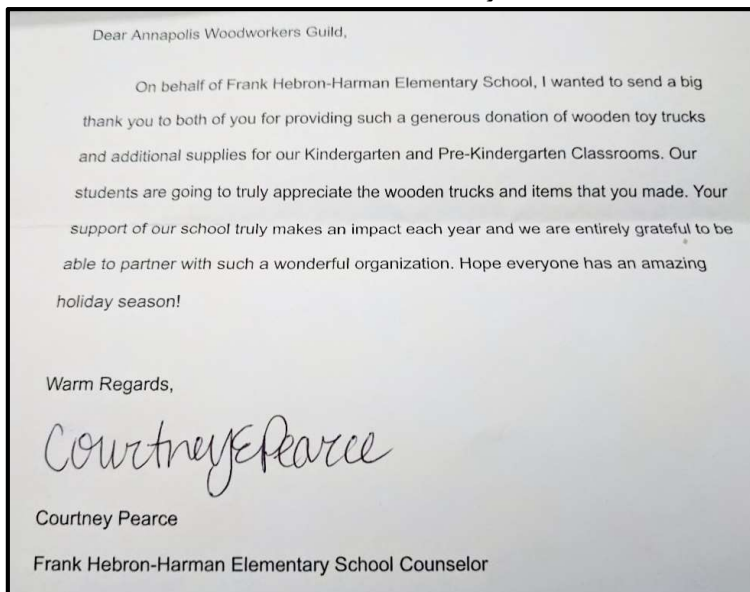 Dear Annapolis Woodworkers Guild,
On behalf of Frank Hebron-Harman Elementary School, I wanted to send a big
thank you to both of you for providing such a generous donation of wooden toy trucks
and additional supplies for our Kindergarten and Pre-Kindergarten Classrooms. Our
students are going to truly appreciate the wooden trucks and items that you made. Your
support of our school truly makes an impact each year and we are entirely grateful to be
able to partner with such a wonderful organization. Hope everyone has an amazing
holiday season!
Warm Regards,
Courtney E Pearce
Courtney Pearce
Frank Hebron-Harman Elementary School Counselor